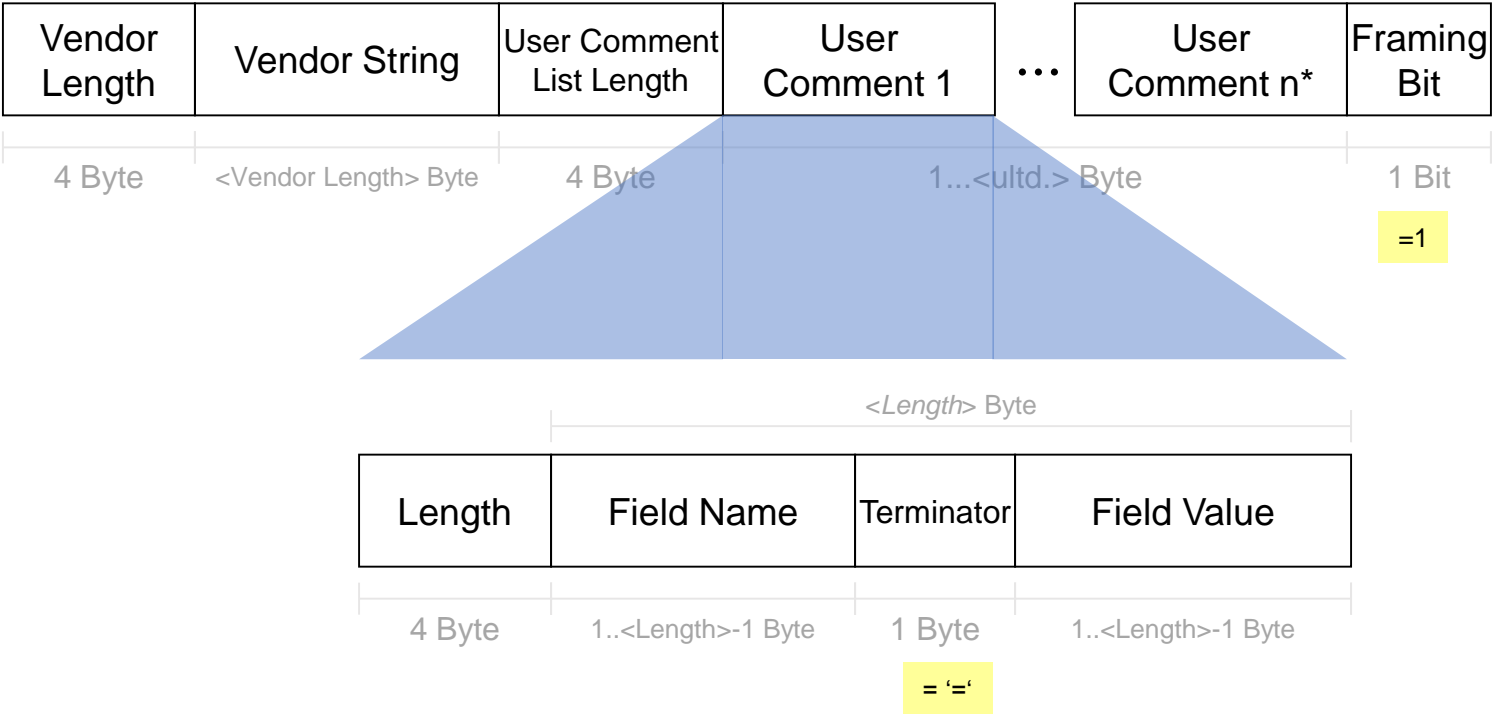 Vendor
Length
Vendor String
User Comment
List Length
User
Comment 1
...
User
Comment n*
Framing
Bit
4 Byte
<Vendor Length> Byte
4 Byte
1...<ultd.> Byte
1 Bit
=1
<Length> Byte
Length
Field Name
Terminator
Field Value
4 Byte
1..<Length>-1 Byte
1 Byte
1..<Length>-1 Byte
= ‘=‘